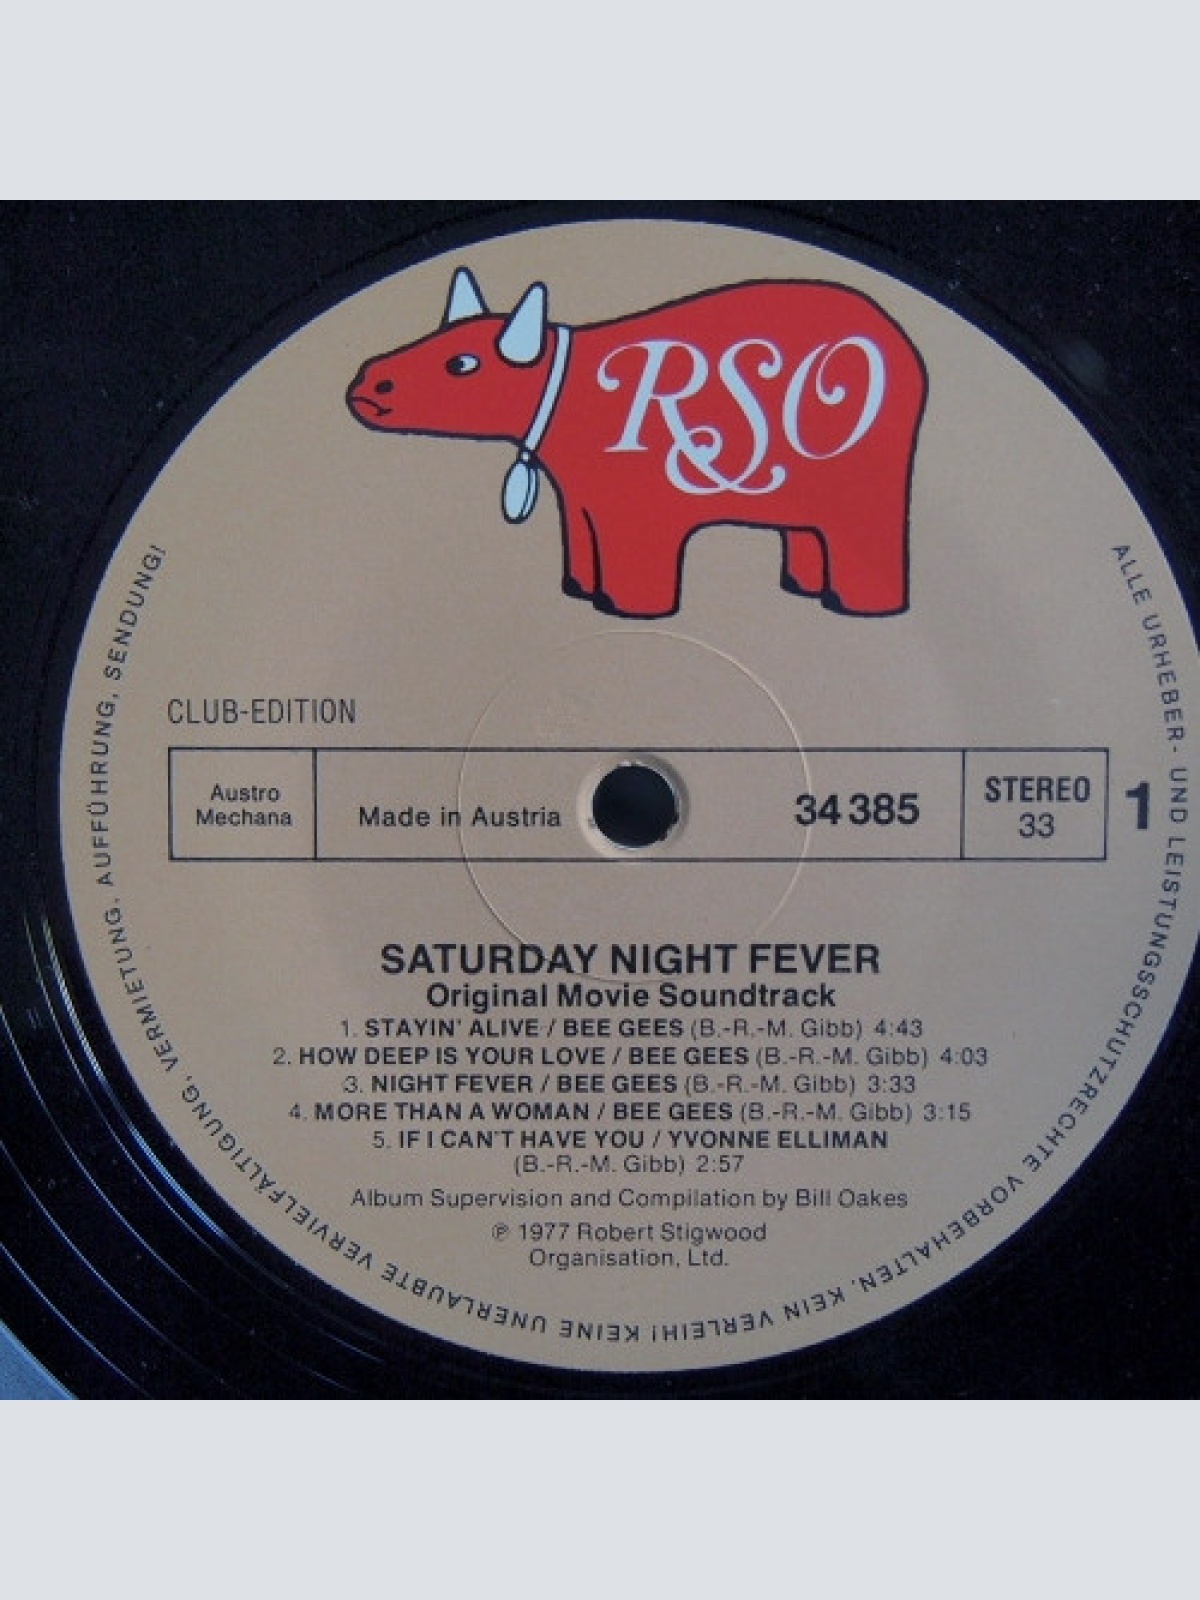 R&SO
CLUB-EDITION
Austro
Mechana
Made in Austria
34 385
STEREO
33
1
SATURDAY NIGHT FEVER
Original Movie Soundtrack
1. STAYIN' ALIVE / BEE GEES (B.-R.-M. Gibb) 4:43
2. HOW DEEP IS YOUR LOVE / BEE GEES (B.-R.-M. Gibb) 4:03
3. NIGHT FEVER / BEE GEES (B.-R.-M. Gibb) 3:33
4. MORE THAN A WOMAN / BEE GEES (B.-R.-M. Gibb) 3:15
5. IF I CAN'T HAVE YOU / YVONNE ELLIMAN
(B.-R.-M. Gibb) 2:57
Album Supervision and Compilation by Bill Oakes
℗ 1977 Robert Stigwood
Organisation, Ltd.
ALLE URHEBER- UND LEISTUNGSSCHUTZRECHTE VORBEHALTEN. KEIN VERLEIH! KEINE UNERLAUBTE VERVIELFÄLTIGUNG, VERMIETUNG, AUFFÜHRUNG, SENDUNG!